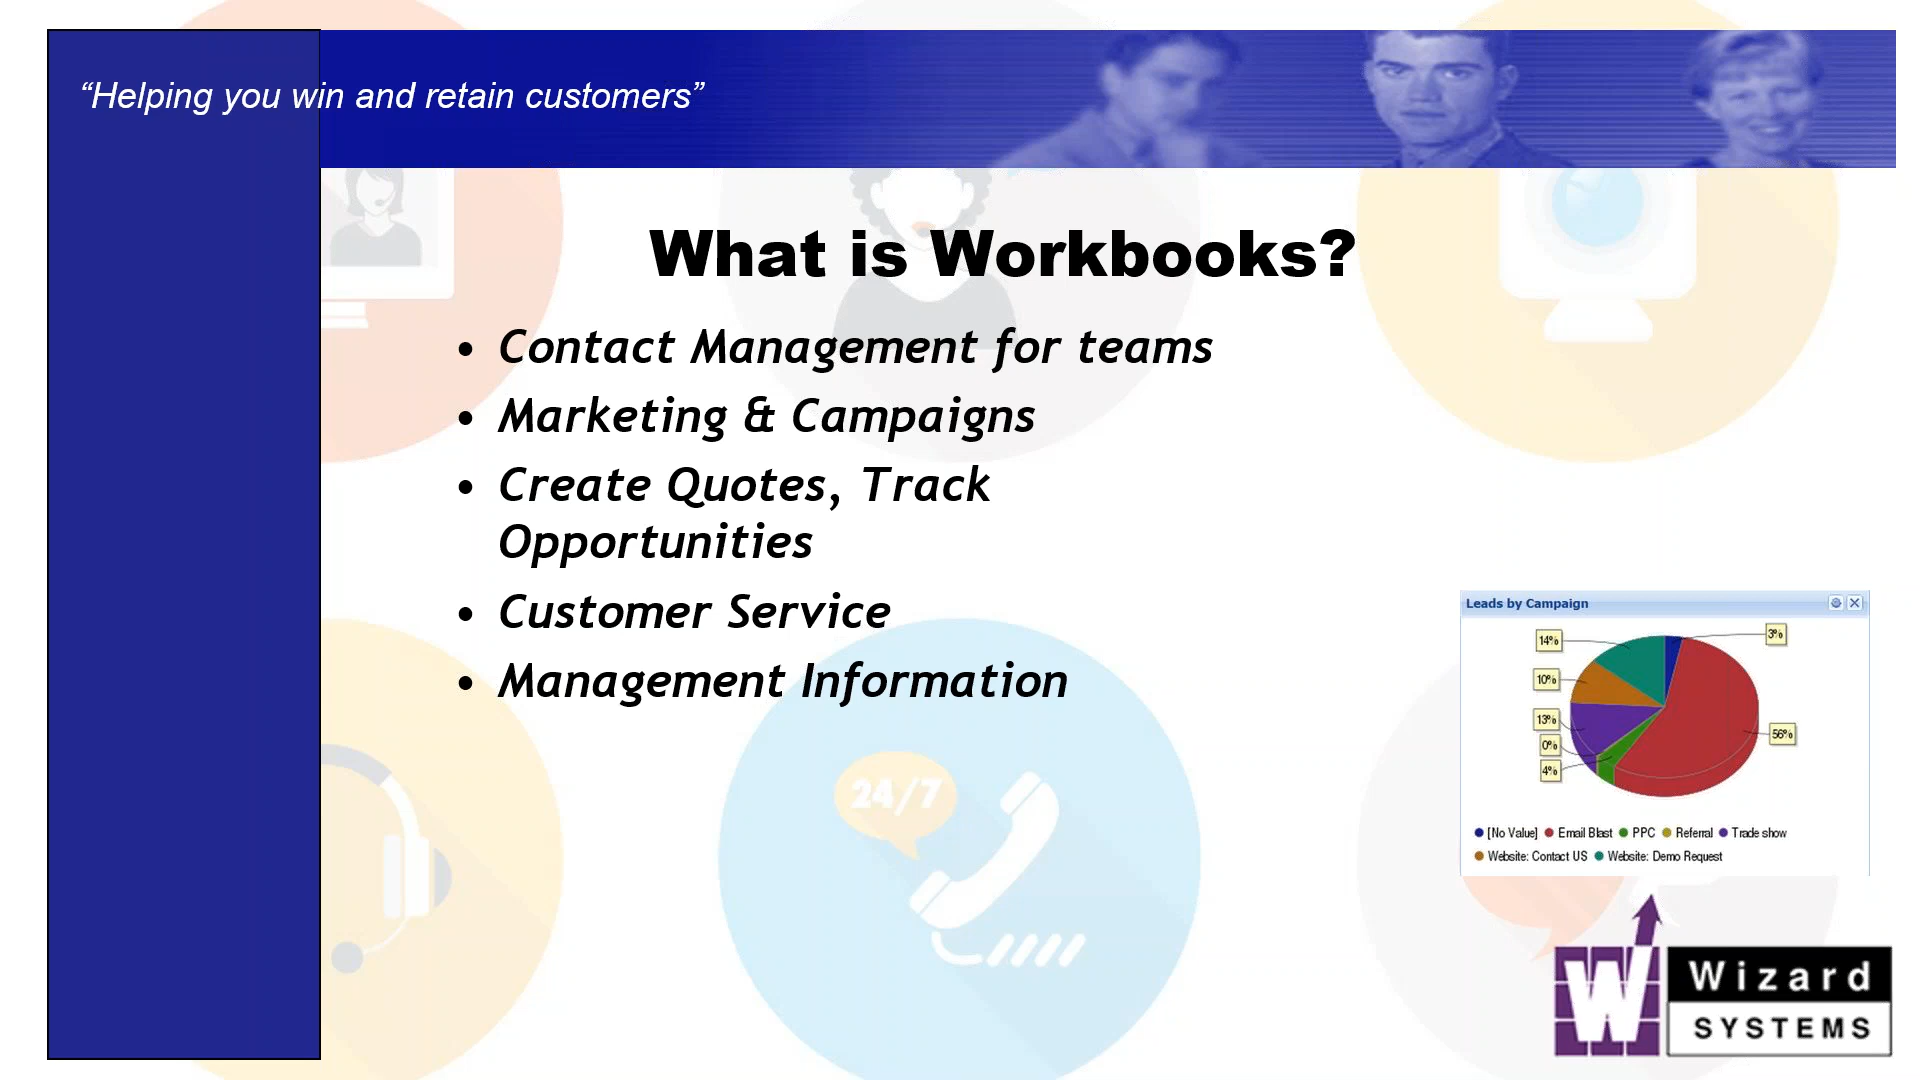 “Helping you win and retain customers”
What is Workbooks?
• Contact Management for teams
• Marketing & Campaigns
• Create Quotes, Track
Opportunities
• Customer Service
• Management Information
24/7
Leads by Campaign
14%
3%
10%
13%
56%
0%
4%
[No Value] Email Blast PPC Referral Trade show
Website: Contact US Website: Demo Request
W Wizard
SYSTEMS